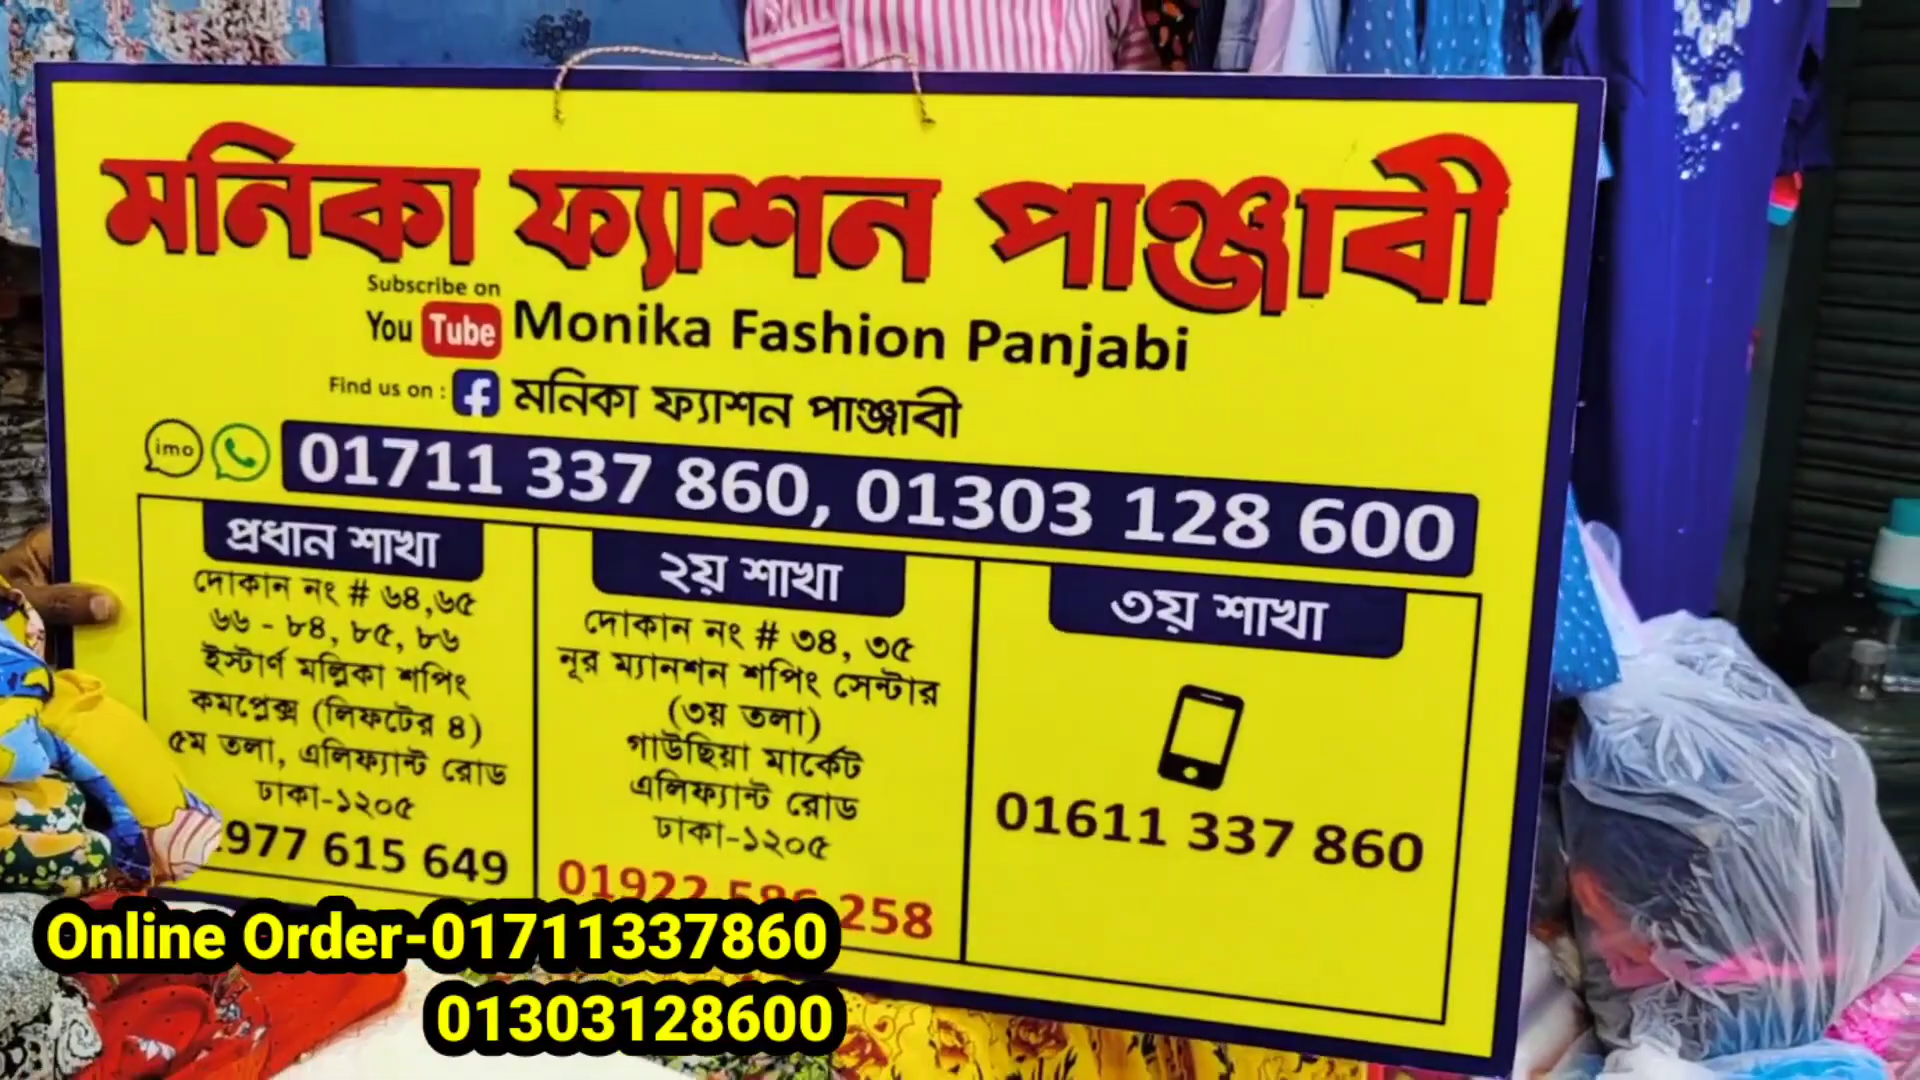 মনিকা ফ্যাশন পাঞ্জাবী
Subscribe on
You Tube Monika Fashion Panjabi
Find us on : f মনিকা ফ্যাশন পাঞ্জাবী
imo 01711 337 860, 01303 128 600
প্রধান শাখা
দোকান নং # ৬৪,৬৫
৬৬ - ৮৪, ৮৫, ৮৬
ইস্টার্ণ মল্লিকা শপিং
কমপ্লেক্স (লিফটের ৪)
৫ম তলা, এলিফ্যান্ট রোড
ঢাকা-১২০৫
977 615 649
২য় শাখা
দোকান নং # ৩৪, ৩৫
নূর ম্যানশন শপিং সেন্টার
(৩য় তলা)
গাউছিয়া মার্কেট
এলিফ্যান্ট রোড
ঢাকা-১২০৫
01922 586 258
৩য় শাখা
01611 337 860
Online Order-01711337860
01303128600